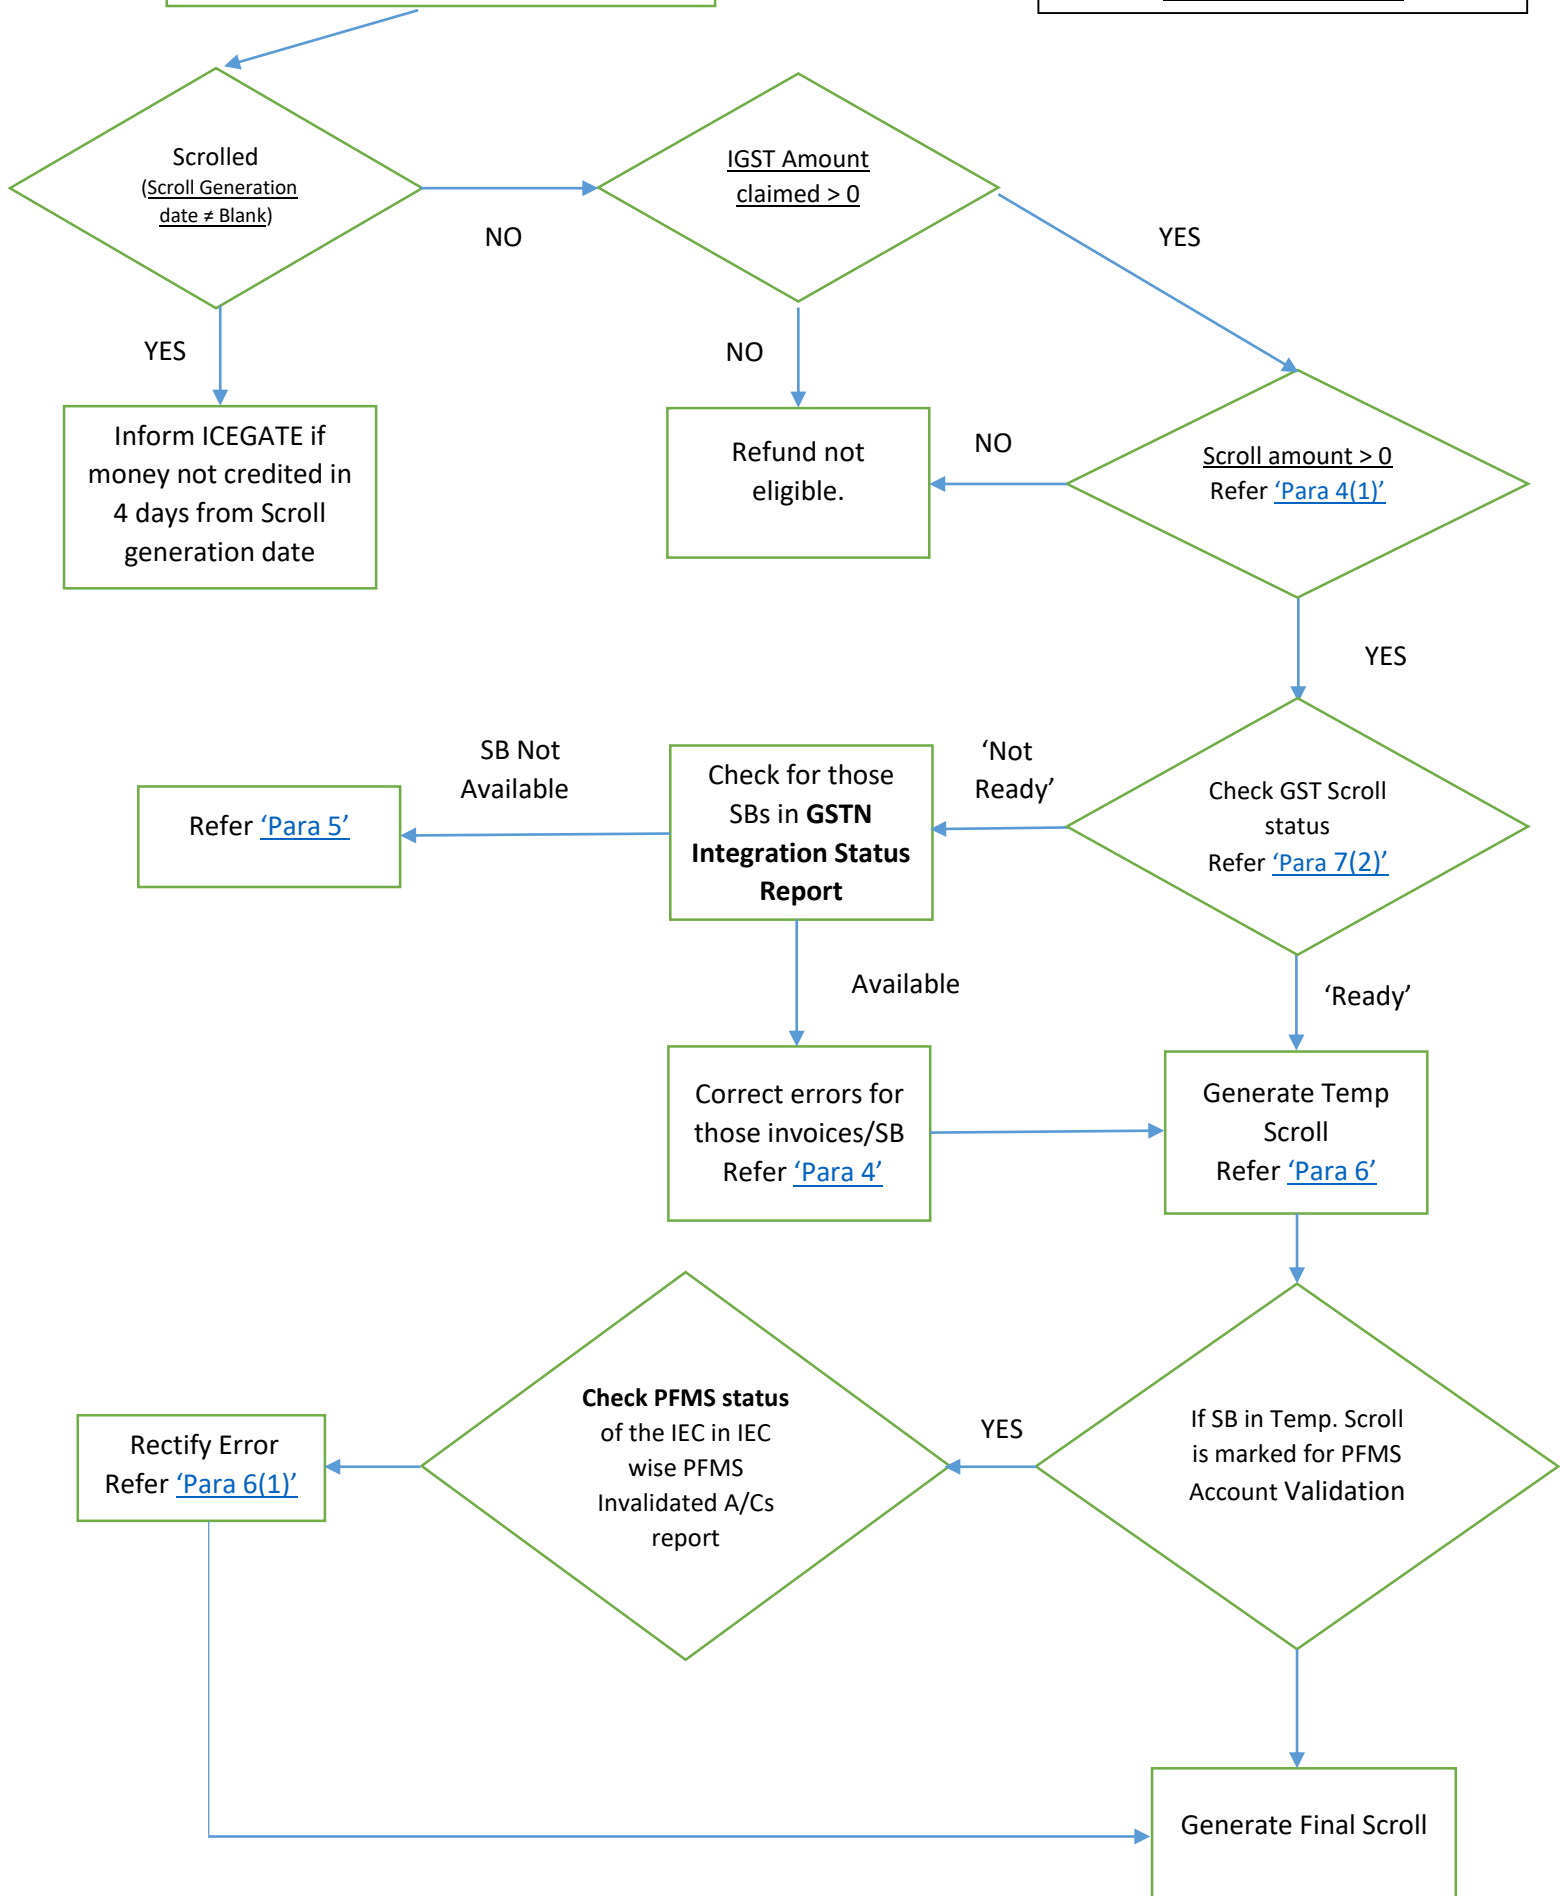 Scrolled
(Scroll Generation
date ≠ Blank)
IGST Amount
claimed > 0
NO
YES
YES
NO
Inform ICEGATE if
money not credited in
4 days from Scroll
generation date
Refund not
eligible.
NO
Scroll amount > 0
Refer ‘Para 4(1)’
YES
SB Not
Available
Refer ‘Para 5’
Check for those
SBs in GSTN
Integration Status
Report
‘Not
Ready’
Check GST Scroll
status
Refer ‘Para 7(2)’
Available
‘Ready’
Correct errors for
those invoices/SB
Refer ‘Para 4’
Generate Temp
Scroll
Refer ‘Para 6’
Rectify Error
Refer ‘Para 6(1)’
Check PFMS status
of the IEC in IEC
wise PFMS
Invalidated A/Cs
report
YES
If SB in Temp. Scroll
is marked for PFMS
Account Validation
Generate Final Scroll